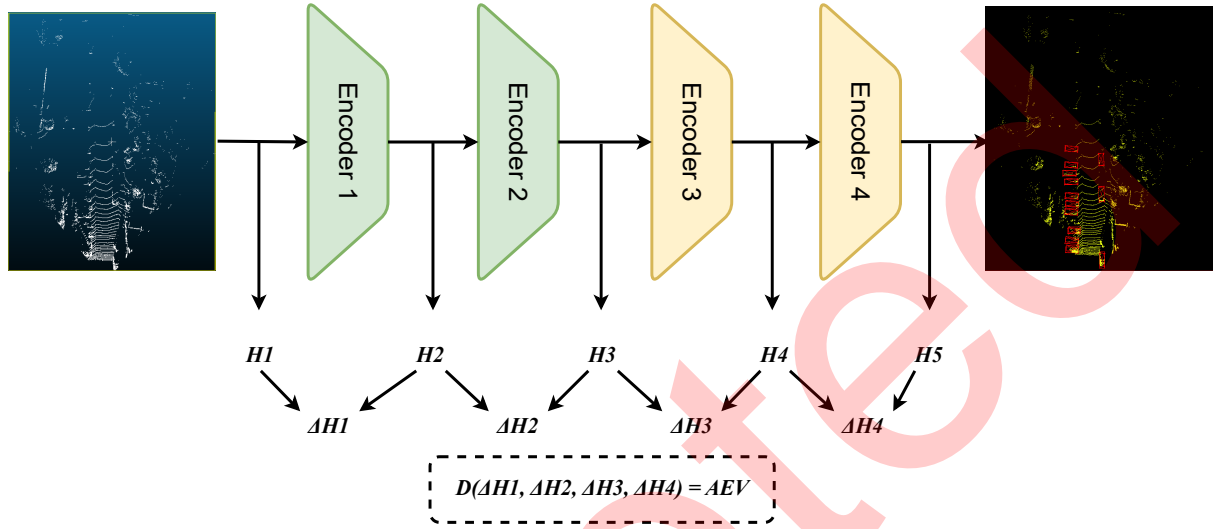 Encoder 1
Encoder 2
Encoder 3
Encoder 4
H1 H2 H3 H4 H5
ΔH1 ΔH2 ΔH3 ΔH4
D(ΔH1, ΔH2, ΔH3, ΔH4) = AEV